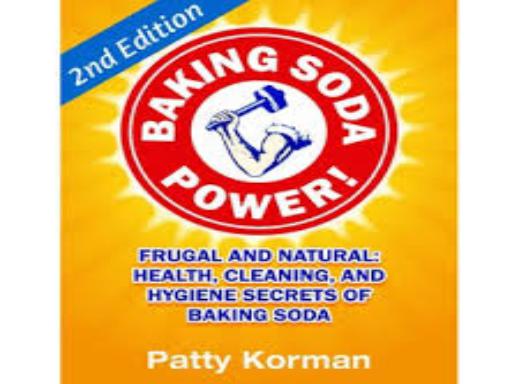 2nd Edition
BAKING SODA
POWER!
FRUGAL AND NATURAL:
HEALTH, CLEANING, AND
HYGIENE SECRETS OF
BAKING SODA
Patty Korman